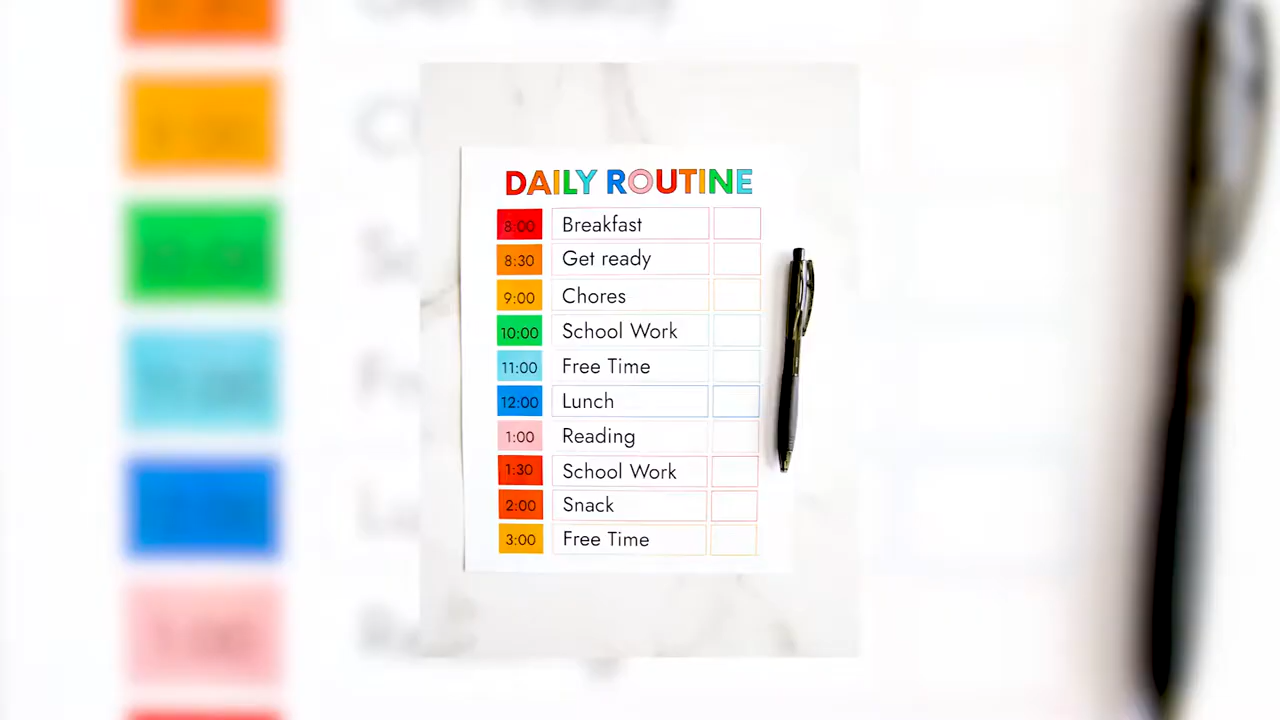 DAILY ROUTINE
8:00 Breakfast
8:30 Get ready
9:00 Chores
10:00 School Work
11:00 Free Time
12:00 Lunch
1:00 Reading
1:30 School Work
2:00 Snack
3:00 Free Time